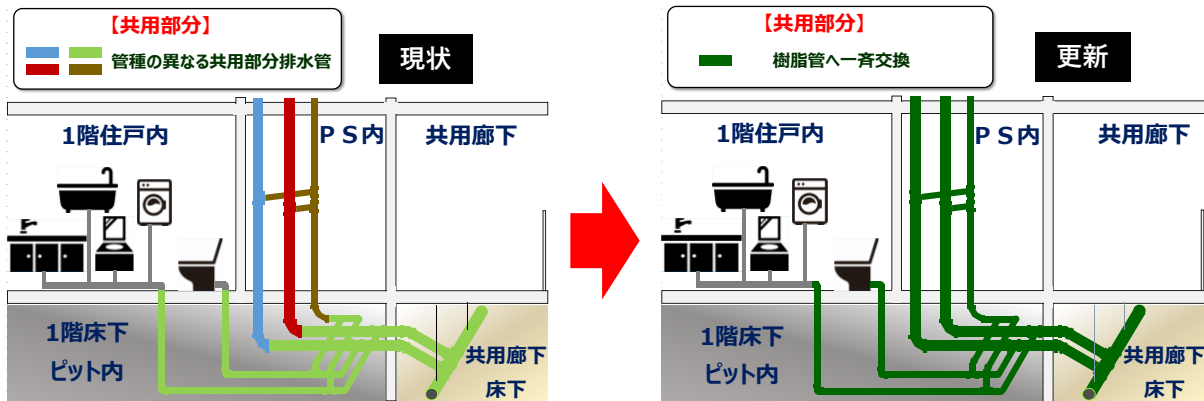 【共用部分】
管種の異なる共用部分排水管
現状
1階住戸内
ＰＳ内
共用廊下
1階床下
ピット内
共用廊下
床下
【共用部分】
樹脂管へ一斉交換
更新
1階住戸内
ＰＳ内
共用廊下
1階床下
ピット内
共用廊下
床下